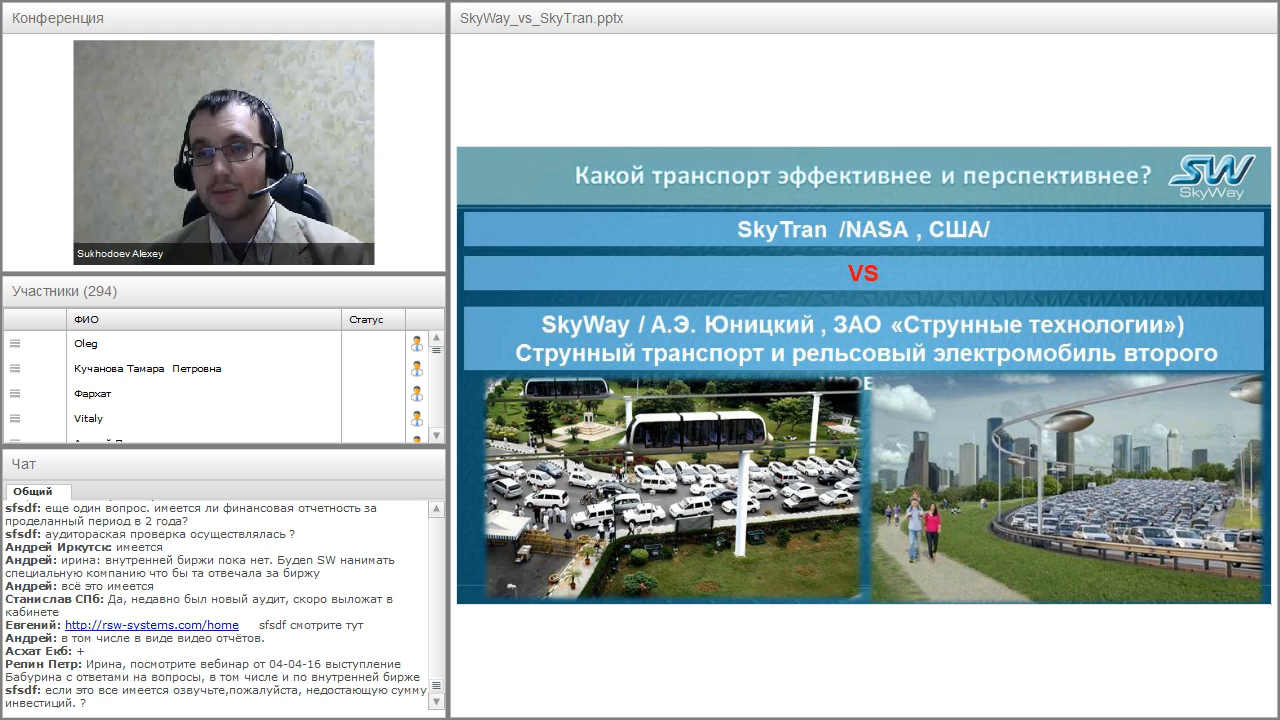 Конференция
Sukhodoev Alexey
Участники (294)
ФИО
Статус
Oleg
Кучанова Тамара Петровна
Фархат
Vitaly
Чат
Общий
sfsdf: еще один вопрос. имеется ли финансовая отчетность за
проделанный период в 2 года?
sfsdf: аудитораская проверка осуществлялась ?
Андрей Иркутск: имеется
Андрей: ирина: внутренней биржи пока нет. Будеп SW нанимать
специальную компанию что бы та отвечала за биржу
Андрей: всё это имеется
Станислав СПб: Да, недавно был новый аудит, скоро выложат в
кабинете
Евгений: http://rsw-systems.com/home sfsdf смотрите тут
Андрей: в том числе в виде видео отчётов.
Асхат Екб: +
Репин Петр: Ирина, посмотрите вебинар от 04-04-16 выступление
Бабурина с ответами на вопросы, в том числе и по внутренней бирже
sfsdf: если это все имеется озвучьте,пожалуйста, недостающую сумму
инвестиций. ?
SkyWay_vs_SkyTran.pptx
Какой транспорт эффективнее и перспективнее?
SW
SkyWay
SkyTran /NASA , США/
VS
SkyWay / А.Э. Юницкий , ЗАО «Струнные технологии»)
Струнный транспорт и рельсовый электромобиль второго